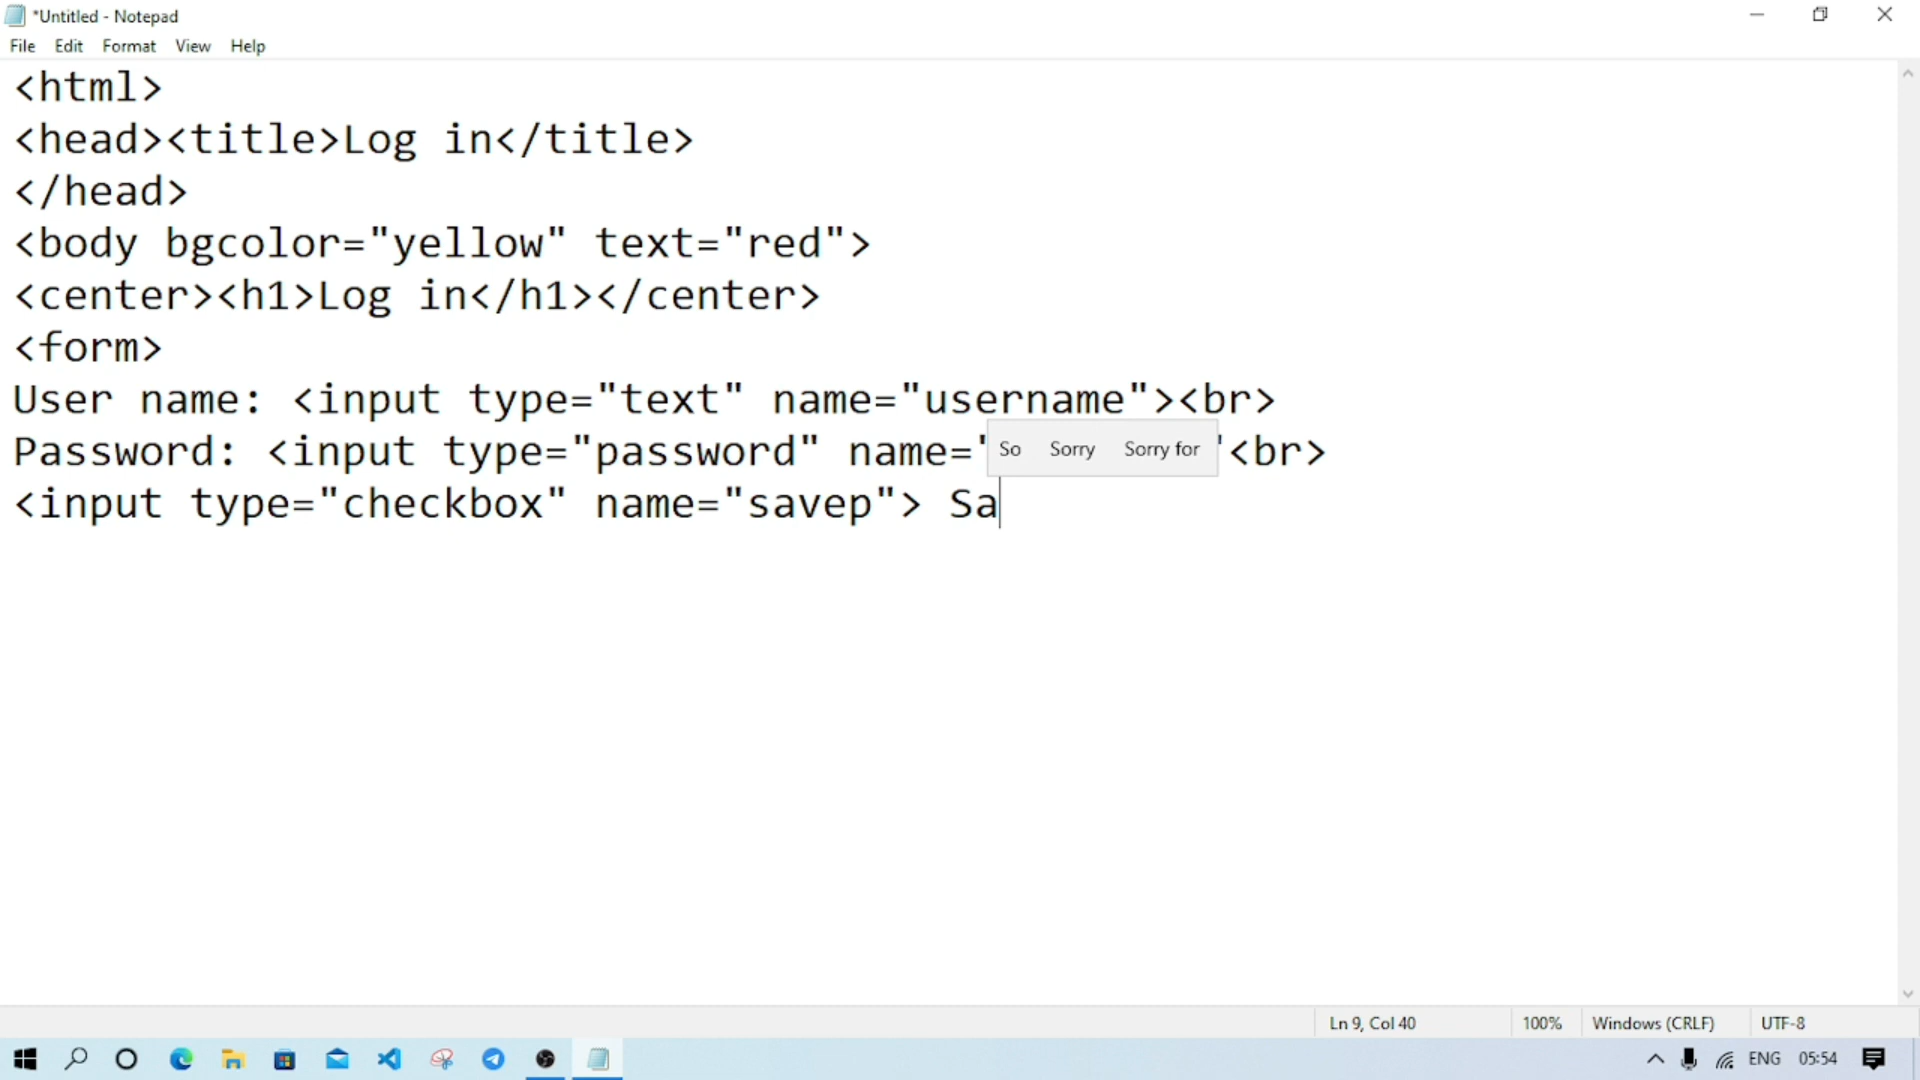 *Untitled - Notepad
File Edit Format View Help
<html>
<head><title>Log in</title>
</head>
<body bgcolor="yellow" text="red">
<center><h1>Log in</h1></center>
<form>
User name: <input type="text" name="username"><br>
Password: <input type="password" name=" <br>
So Sorry Sorry for
<input type="checkbox" name="savep"> Sa
Ln 9, Col 40 100% Windows (CRLF) UTF-8
ENG 05:54